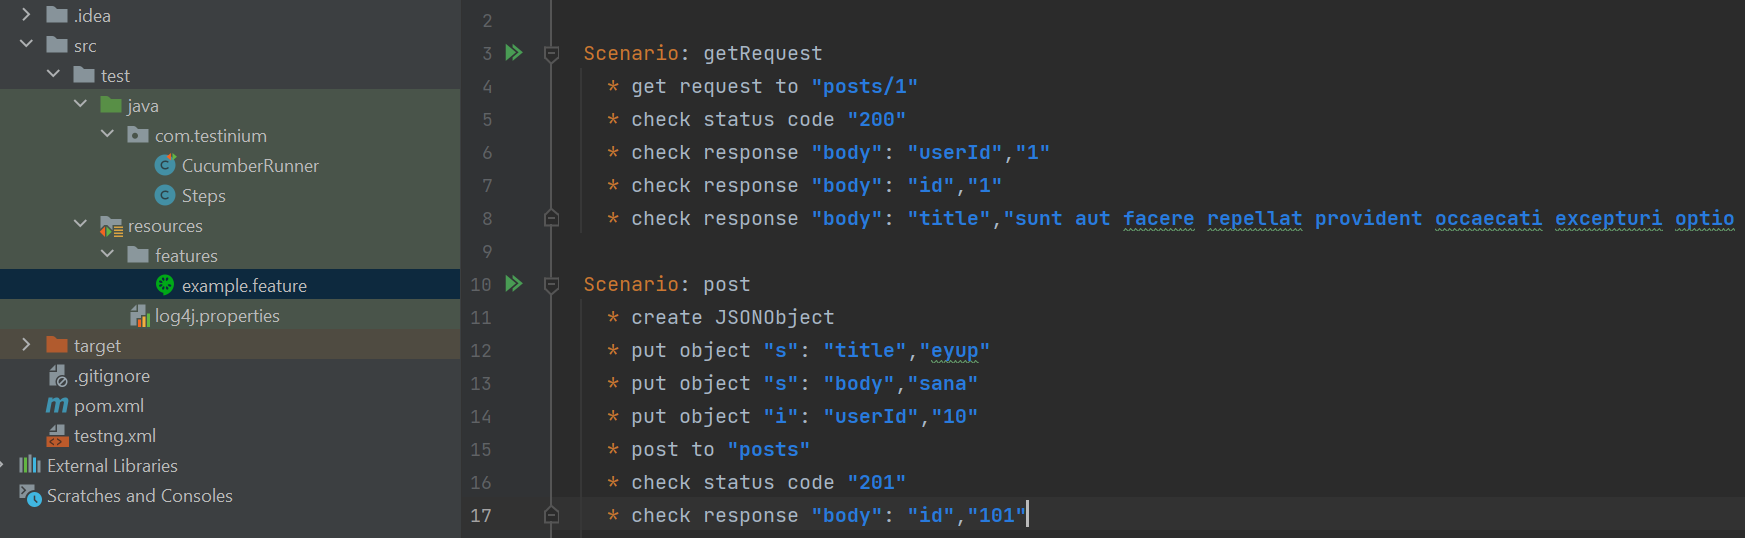 .idea
src
test
java
com.testinium
CucumberRunner
Steps
resources
features
example.feature
log4j.properties
target
.gitignore
pom.xml
testng.xml
External Libraries
Scratches and Consoles
2
3 Scenario: getRequest
4 * get request to "posts/1"
5 * check status code "200"
6 * check response "body": "userId","1"
7 * check response "body": "id","1"
8 * check response "body": "title","sunt aut facere repellat provident occaecati excepturi optio
9
10 Scenario: post
11 * create JSONObject
12 * put object "s": "title","eyup"
13 * put object "s": "body","sana"
14 * put object "i": "userId","10"
15 * post to "posts"
16 * check status code "201"
17 * check response "body": "id","101"